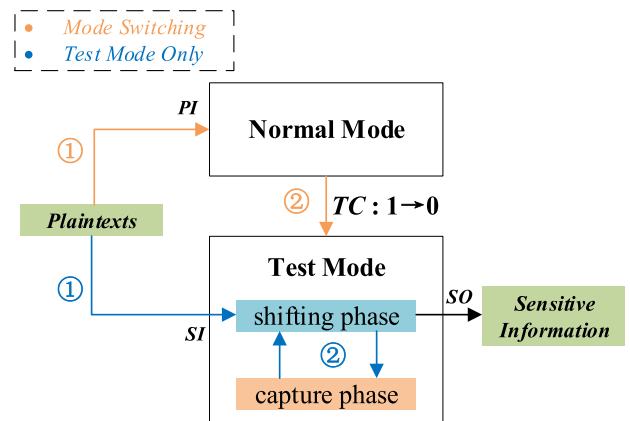 • Mode Switching
• Test Mode Only
PI
Normal Mode
①
② TC : 1→0
Plaintexts
Test Mode
①
SI
shifting phase
SO
Sensitive
Information
②
capture phase